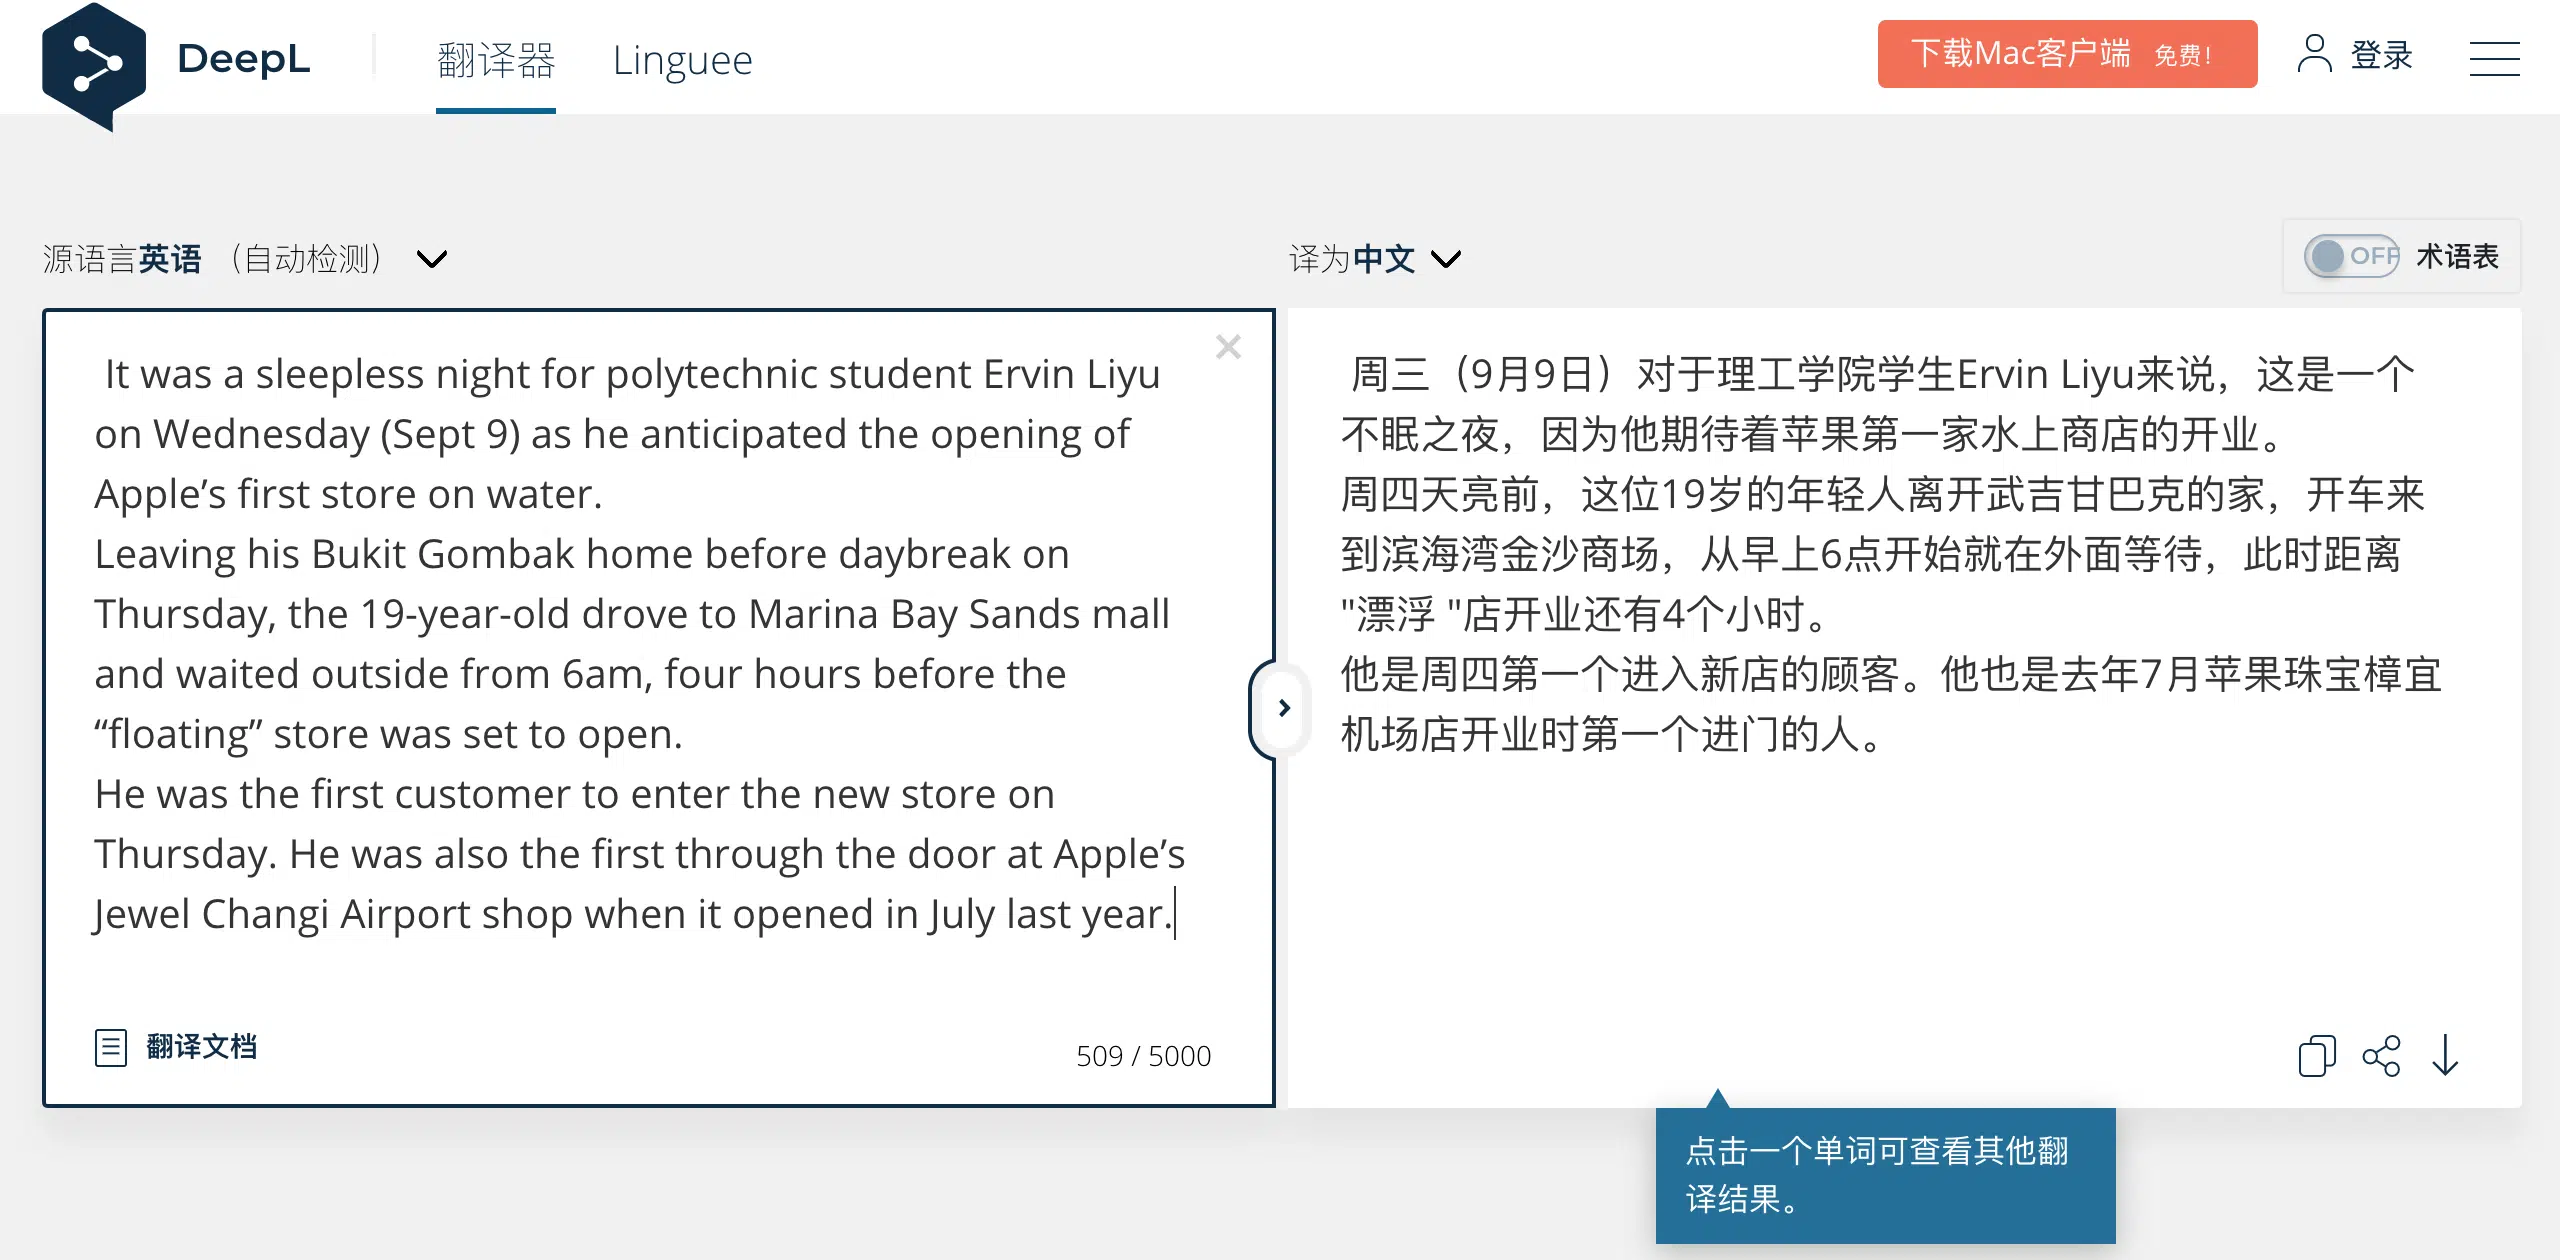 DeepL
翻译器
Linguee
下载Mac客户端 免费!
登录
源语言英语 （自动检测）
译为中文
OFF
术语表
It was a sleepless night for polytechnic student Ervin Liyu
on Wednesday (Sept 9) as he anticipated the opening of
Apple’s first store on water.
Leaving his Bukit Gombak home before daybreak on
Thursday, the 19-year-old drove to Marina Bay Sands mall
and waited outside from 6am, four hours before the
“floating” store was set to open.
He was the first customer to enter the new store on
Thursday. He was also the first through the door at Apple’s
Jewel Changi Airport shop when it opened in July last year.
翻译文档
509 / 5000
周三（9月9日）对于理工学院学生Ervin Liyu来说，这是一个
不眠之夜，因为他期待着苹果第一家水上商店的开业。
周四天亮前，这位19岁的年轻人离开武吉甘巴克的家，开车来
到滨海湾金沙商场，从早上6点开始就在外面等待，此时距离
"漂浮 "店开业还有4个小时。
他是周四第一个进入新店的顾客。他也是去年7月苹果珠宝樟宜
机场店开业时第一个进门的人。
点击一个单词可查看其他翻
译结果。